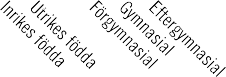 Inrikes födda
Utrikes födda
Förgymnasial
Gymnasial
Eftergymnasial